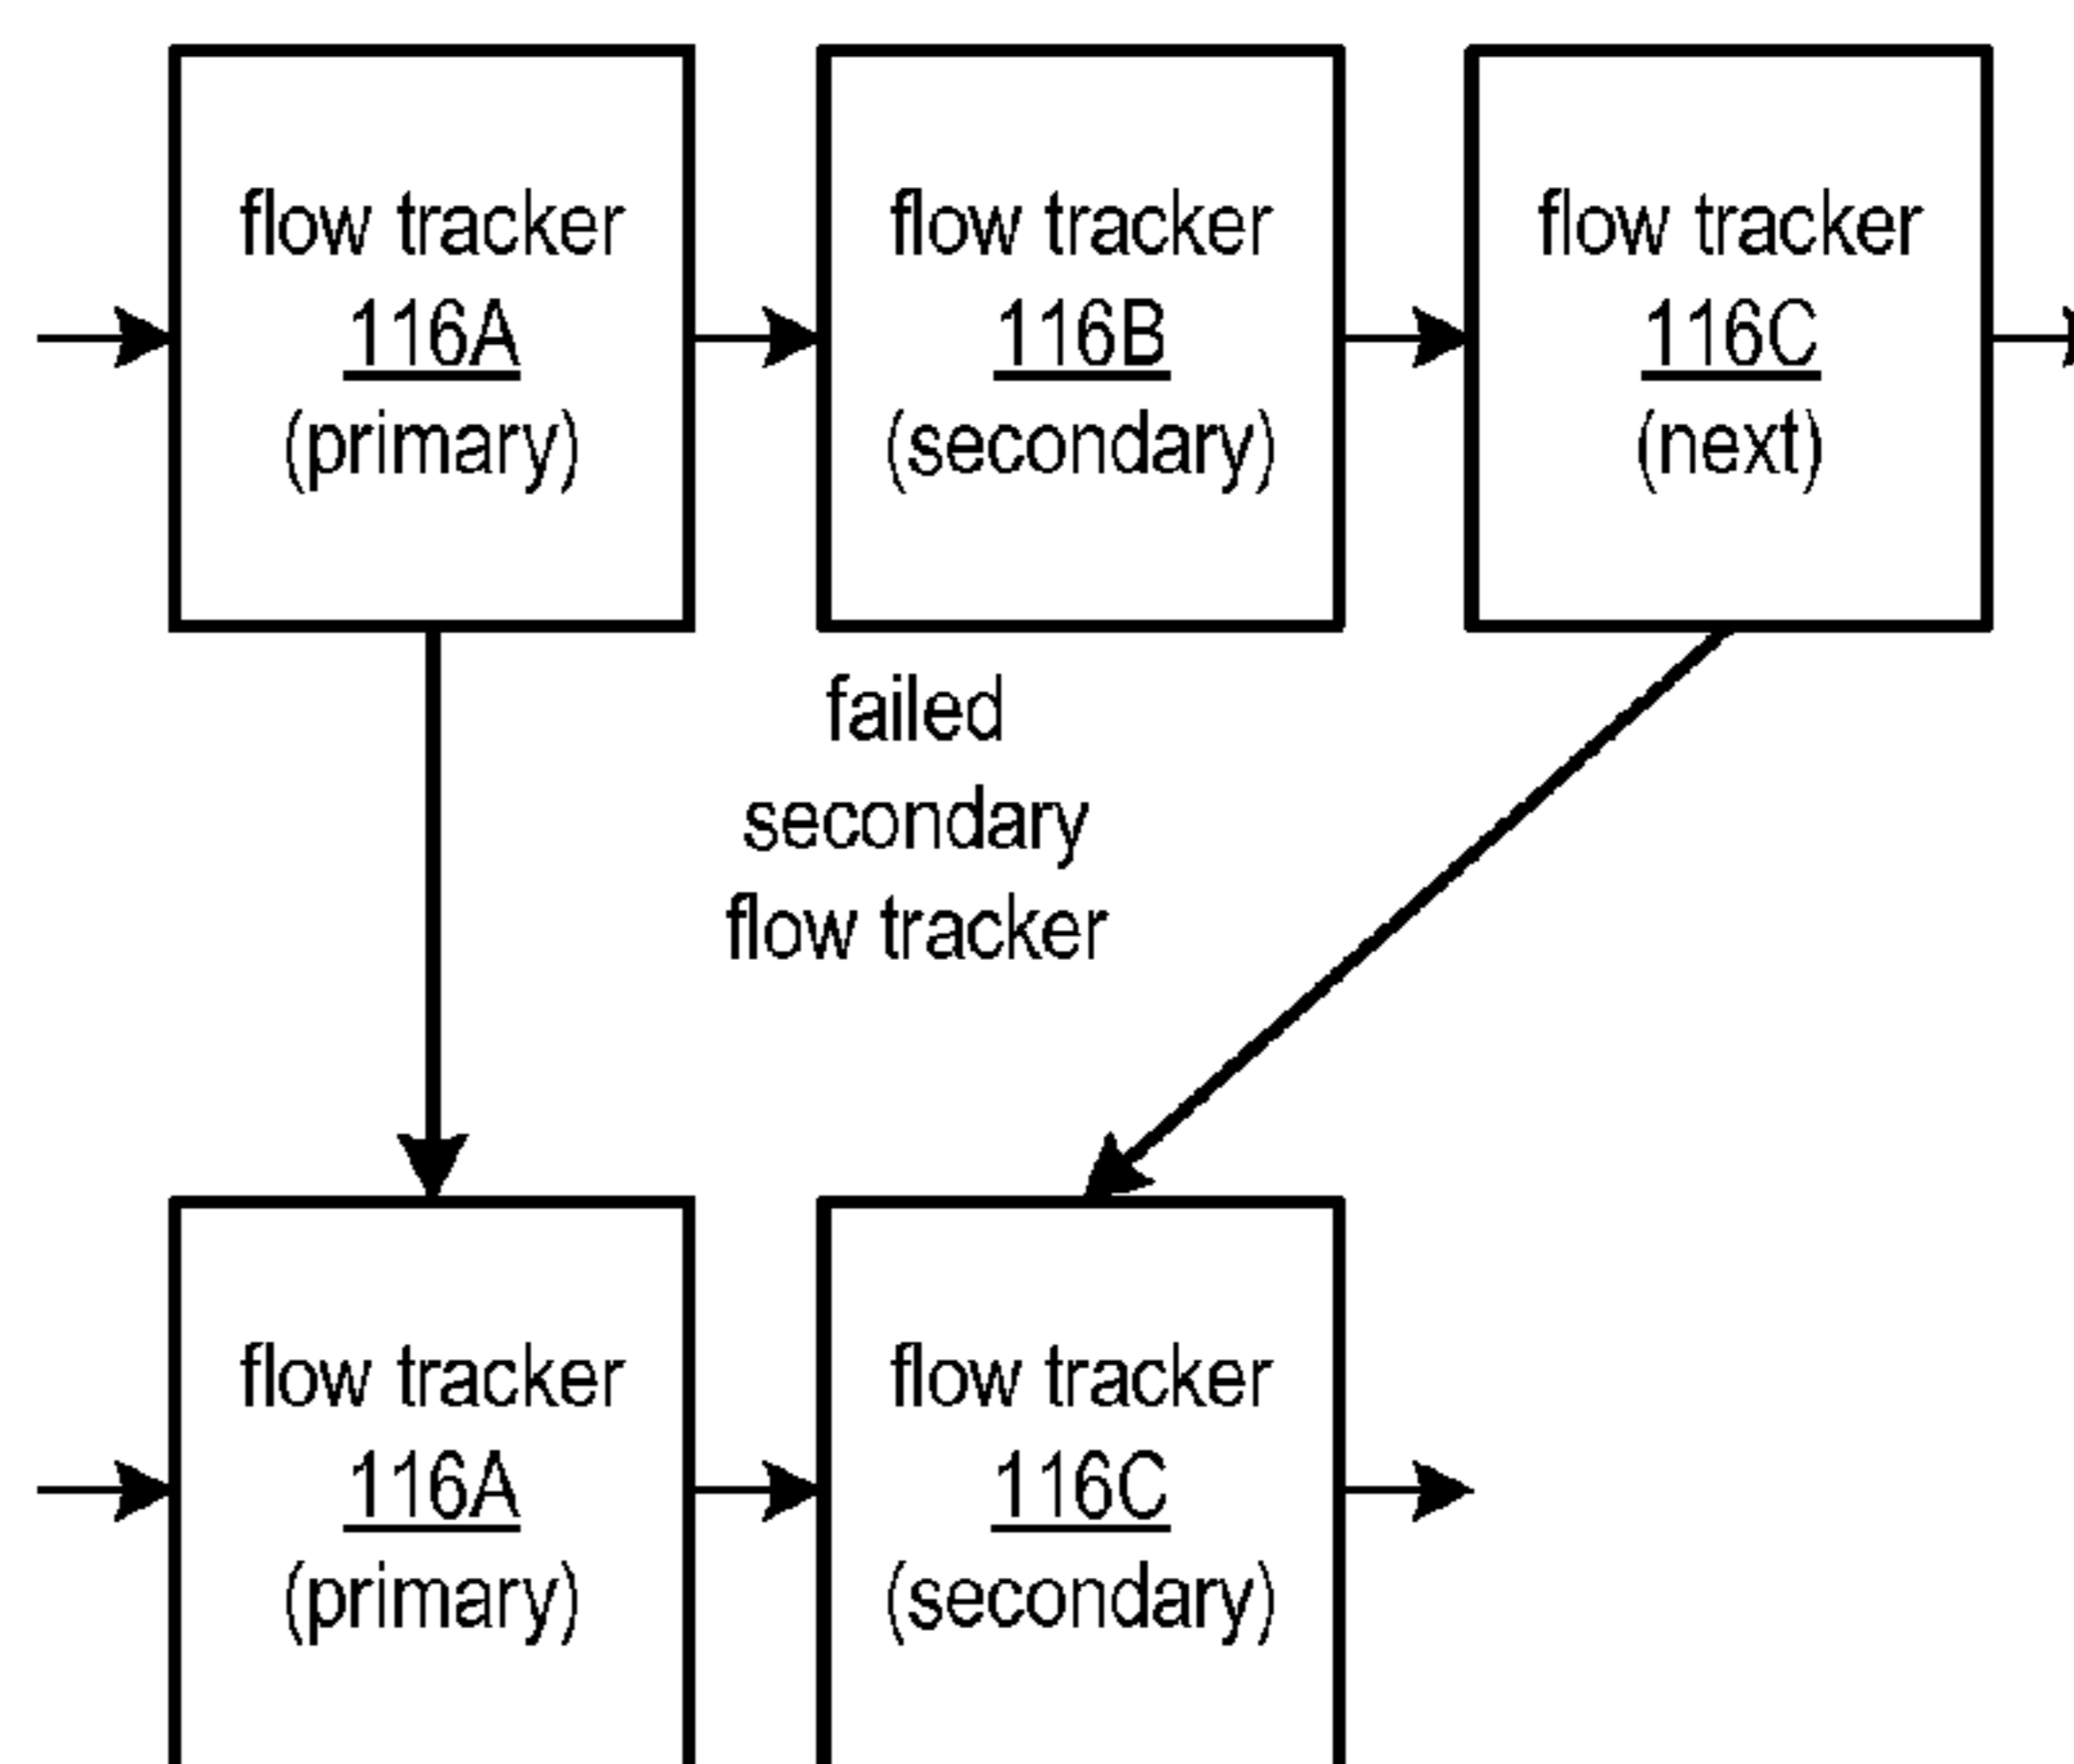 flow tracker
116A
(primary)
flow tracker
116B
(secondary)
flow tracker
116C
(next)
failed
secondary
flow tracker
flow tracker
116A
(primary)
flow tracker
116C
(secondary)